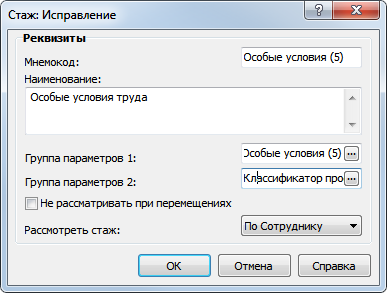 Стаж: Исправление
Реквизиты
Мнемокод:
Особые условия (5)
Наименование:
Особые условия труда
Группа параметров 1:
Особые условия (5)
...
Группа параметров 2:
Классификатор про
...
Не рассматривать при перемещениях
Рассмотреть стаж:
По Сотруднику
ОК
Отмена
Справка